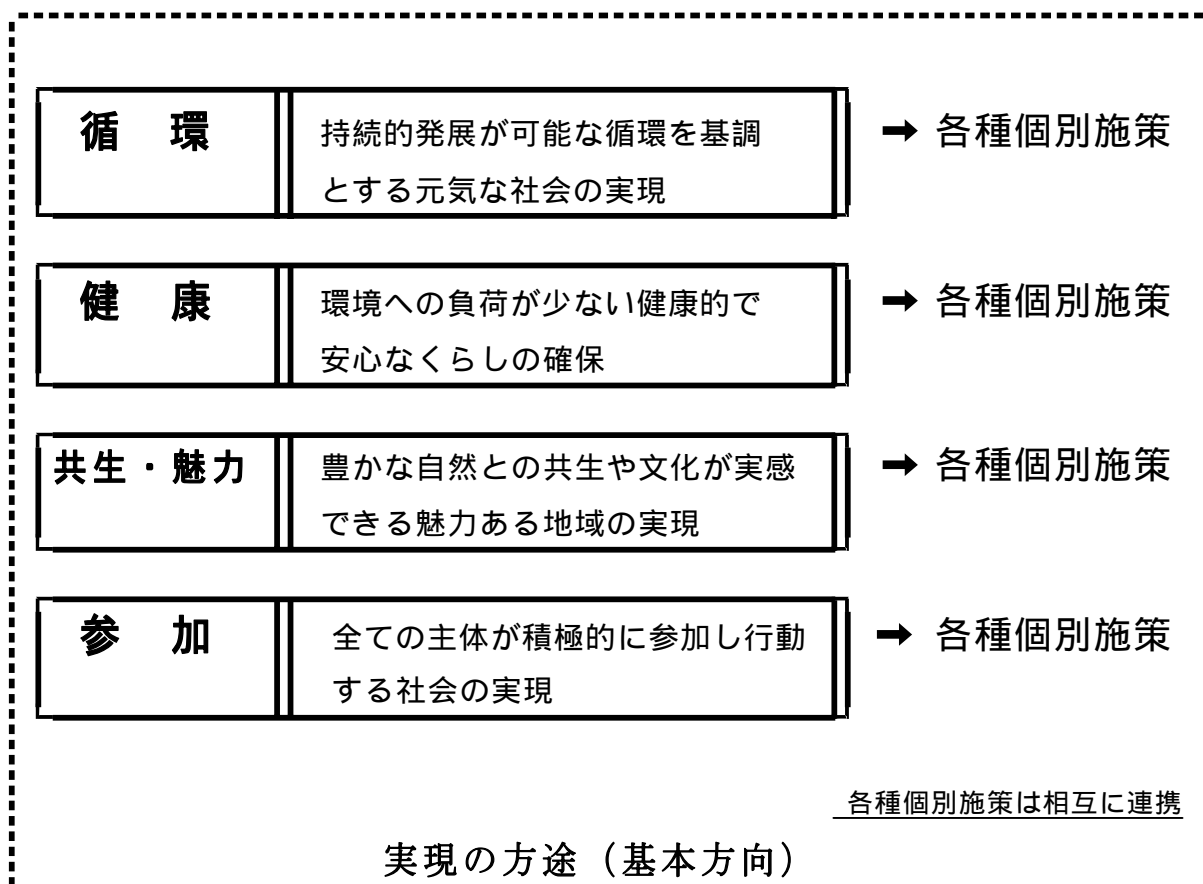 循 環
持続的発展が可能な循環を基調
とする元気な社会の実現
➡ 各種個別施策
健 康
環境への負荷が少ない健康的で
安心なくらしの確保
➡ 各種個別施策
共生・魅力
豊かな自然との共生や文化が実感
できる魅力ある地域の実現
➡ 各種個別施策
参 加
全ての主体が積極的に参加し行動
する社会の実現
➡ 各種個別施策
各種個別施策は相互に連携
実現の方途（基本方向）